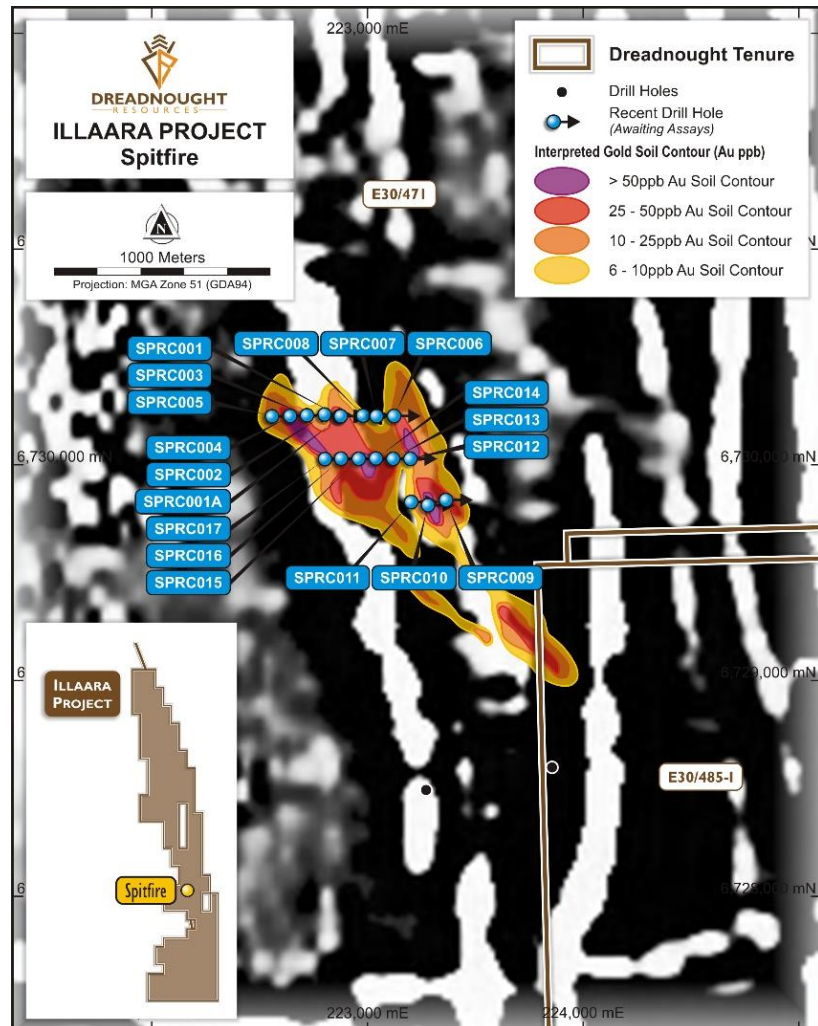 223,000 mE
DREADNOUGHT
RESOURCES
ILLAARA PROJECT
Spitfire
N
1000 Meters
Projection: MGA Zone 51 (GDA94)
Dreadnought Tenure
Drill Holes
Recent Drill Hole
(Awaiting Assays)
Interpreted Gold Soil Contour (Au ppb)
> 50ppb Au Soil Contour
25 - 50ppb Au Soil Contour
10 - 25ppb Au Soil Contour
6 - 10ppb Au Soil Contour
E30/471
SPRC001
SPRC003
SPRC005
SPRC008
SPRC007
SPRC006
SPRC014
SPRC013
SPRC012
SPRC004
SPRC002
SPRC001A
SPRC017
SPRC016
SPRC015
SPRC011
SPRC010
SPRC009
6,730,000 mN
6,730,000 mN
6,729,000 mN
E30/485-I
6,728,000 mN
ILLAARA
PROJECT
Spitfire
223,000 mE
224,000 mE